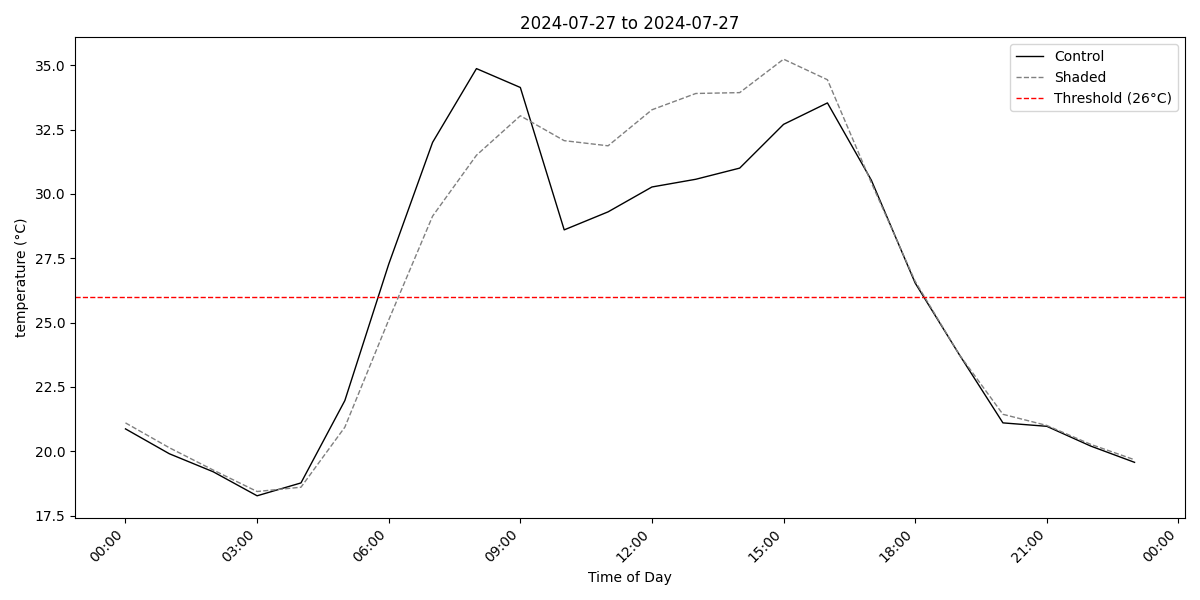 2024-07-27 to 2024-07-27
Control
Shaded
Threshold (26°C)
temperature (°C)
35.0
32.5
30.0
27.5
25.0
22.5
20.0
17.5
00:00
03:00
06:00
09:00
12:00
15:00
18:00
21:00
00:00
Time of Day